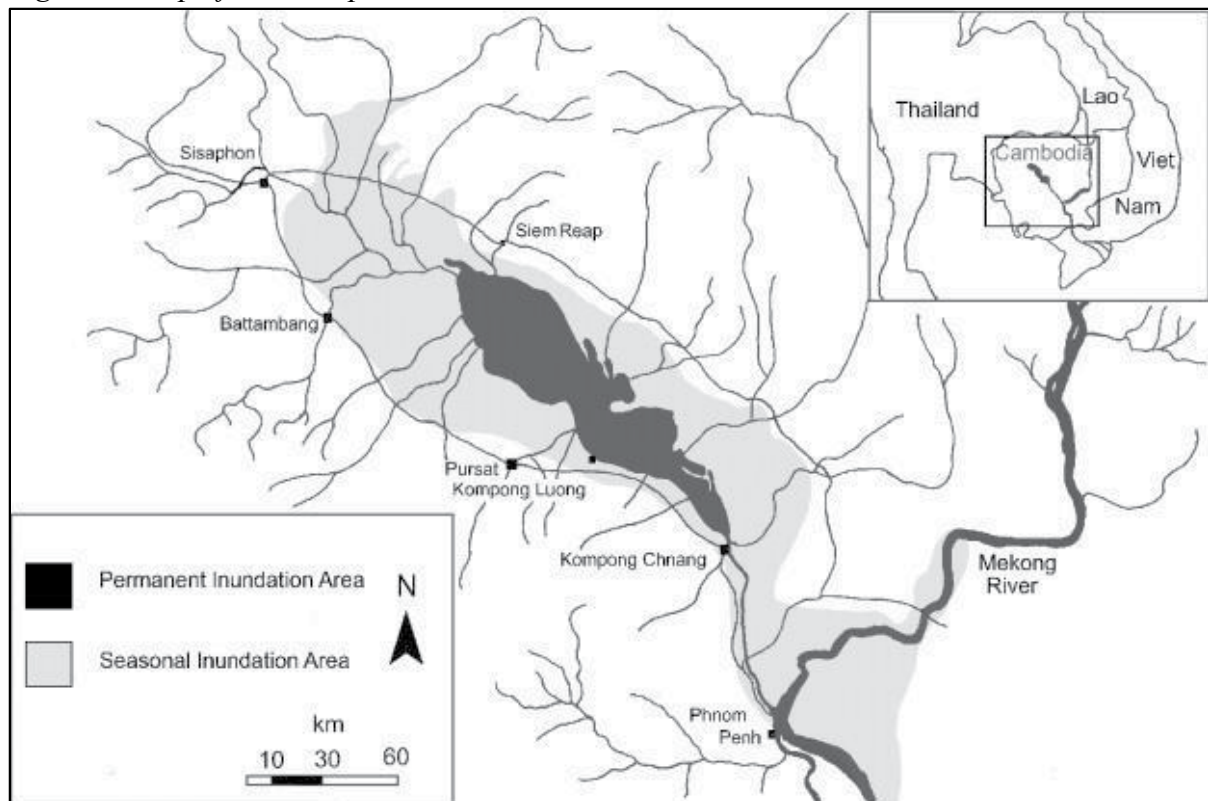 Thailand
Lao
Cambodia
Viet
Nam
Sisaphon
Siem Reap
Battambang
Pursat
Kompong Luong
Kompong Chnang
Mekong
River
Phnom
Penh
Permanent Inundation Area
N
Seasonal Inundation Area
km
10 30 60